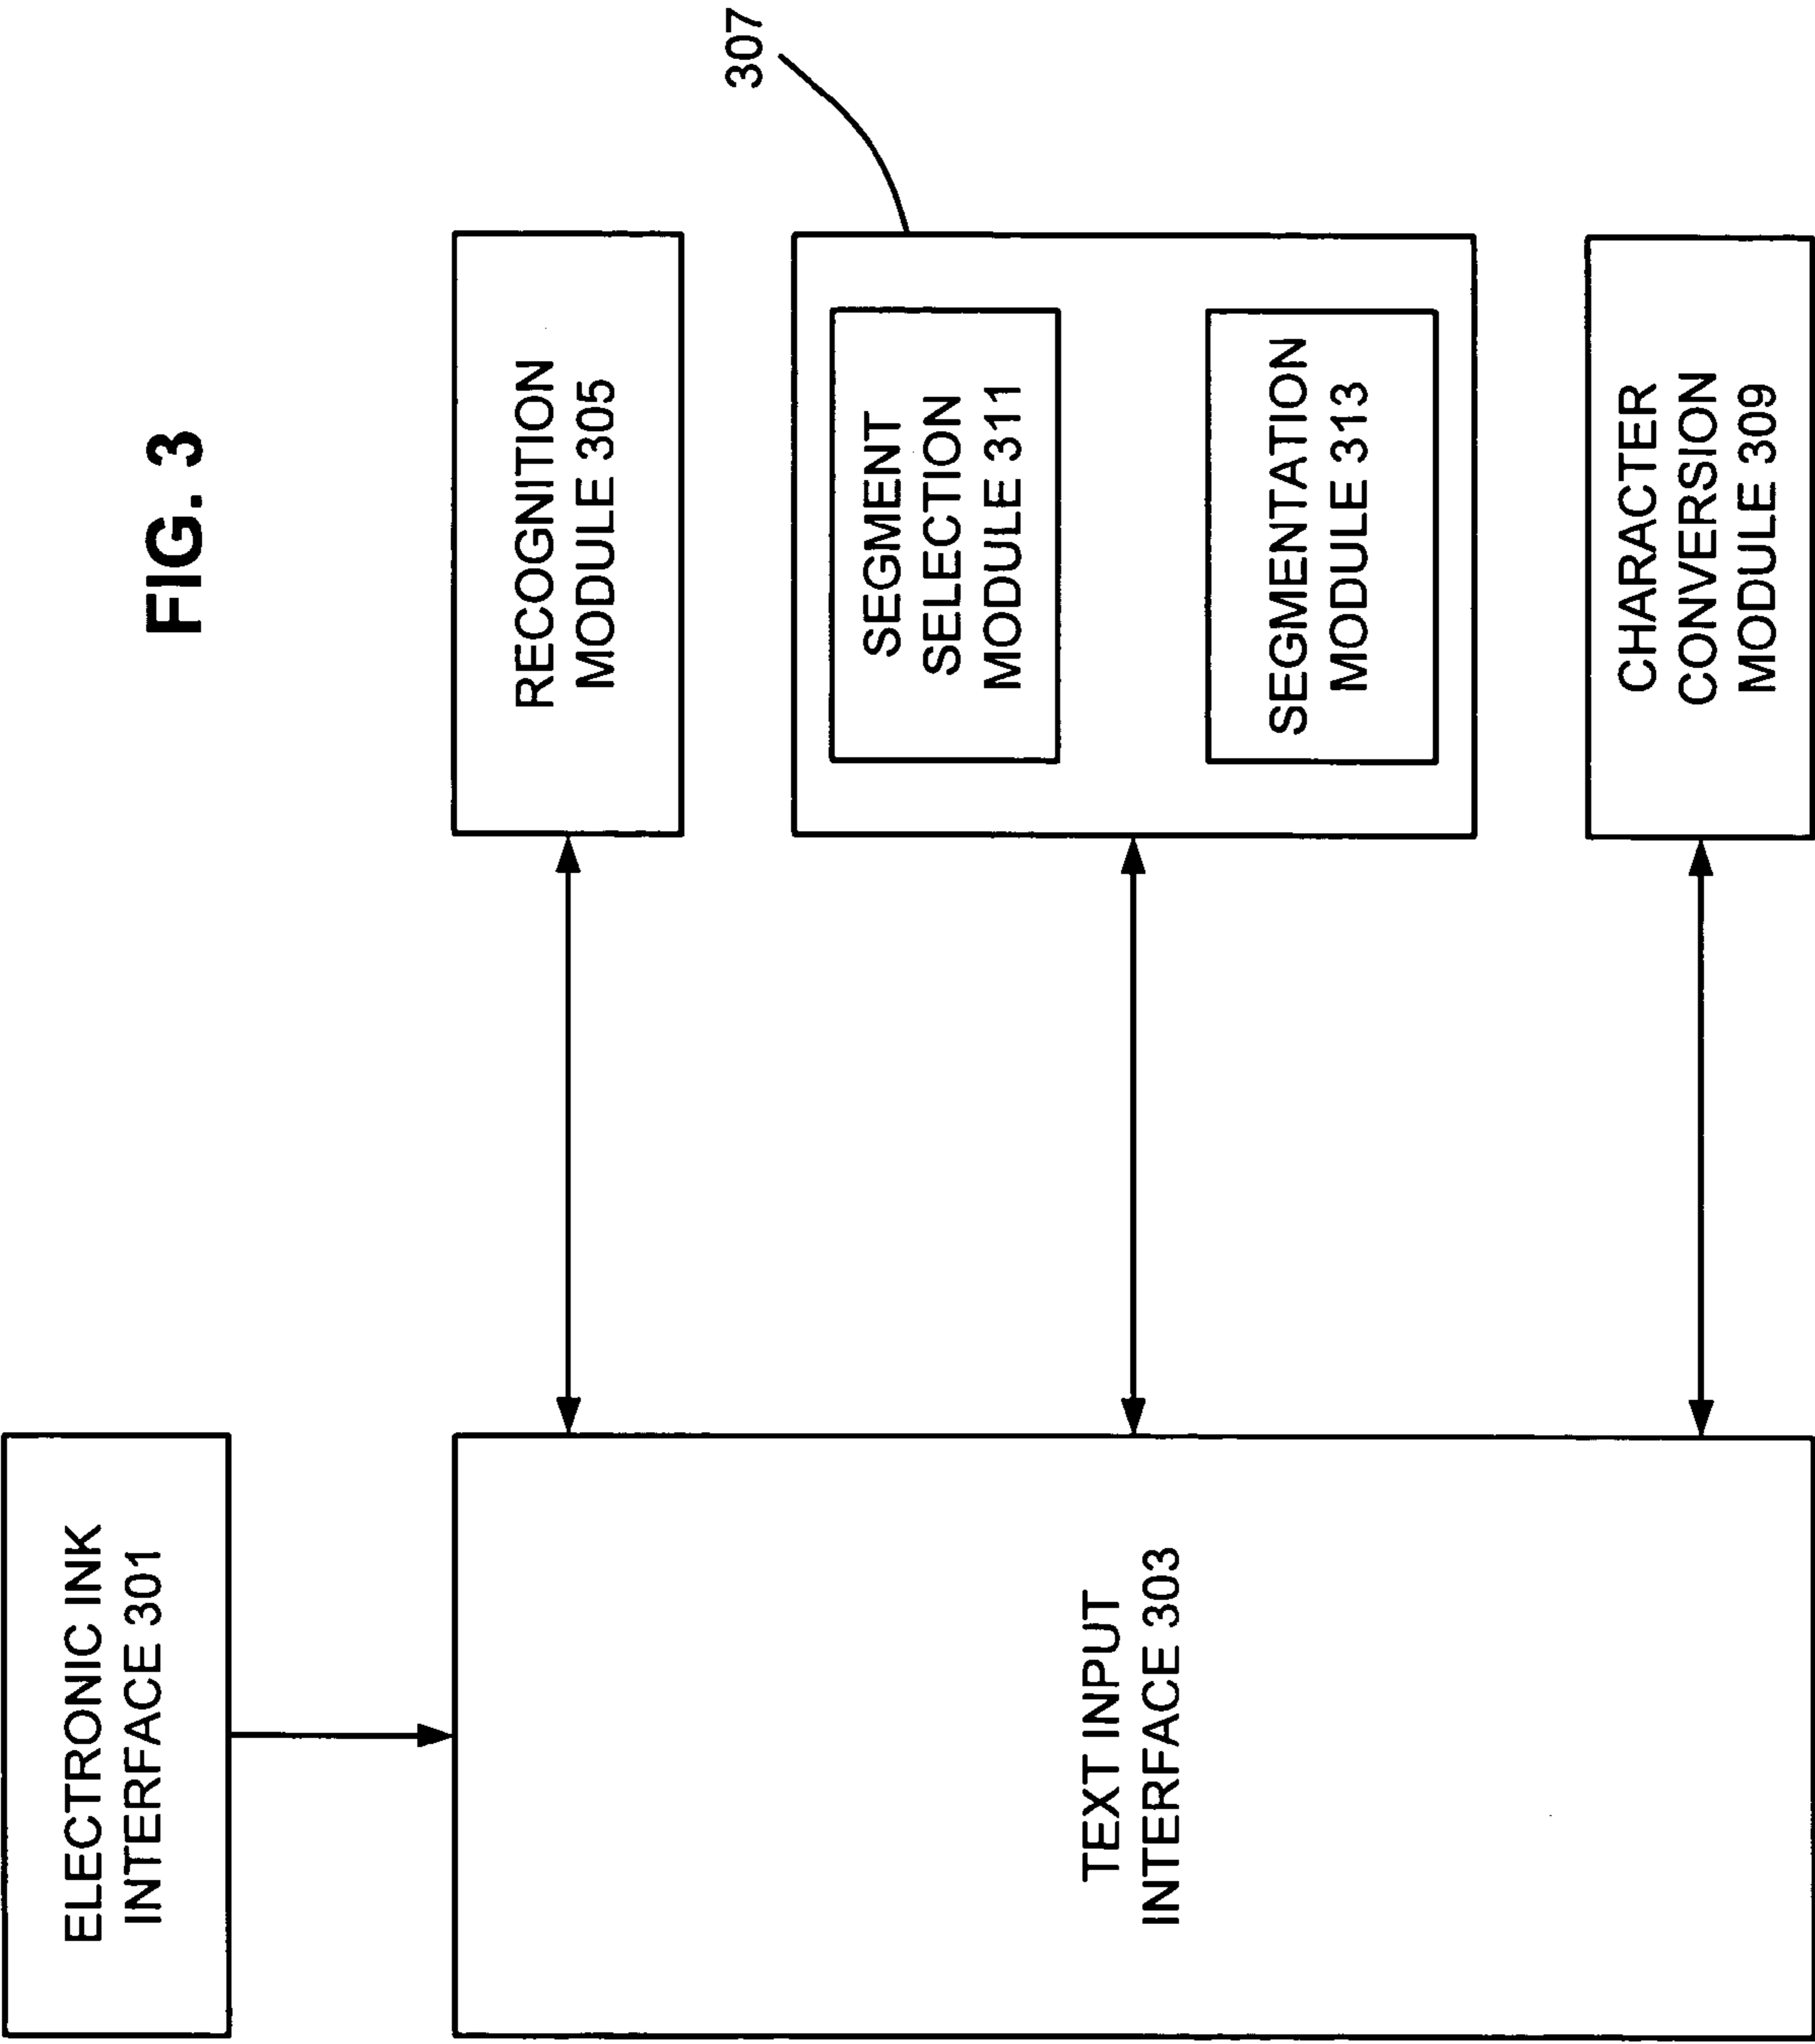 FIG. 3
ELECTRONIC INK
INTERFACE 301
TEXT INPUT
INTERFACE 303
RECOGNITION
MODULE 305
307
SEGMENT
SELECTION
MODULE 311
SEGMENTATION
MODULE 313
CHARACTER
CONVERSION
MODULE 309